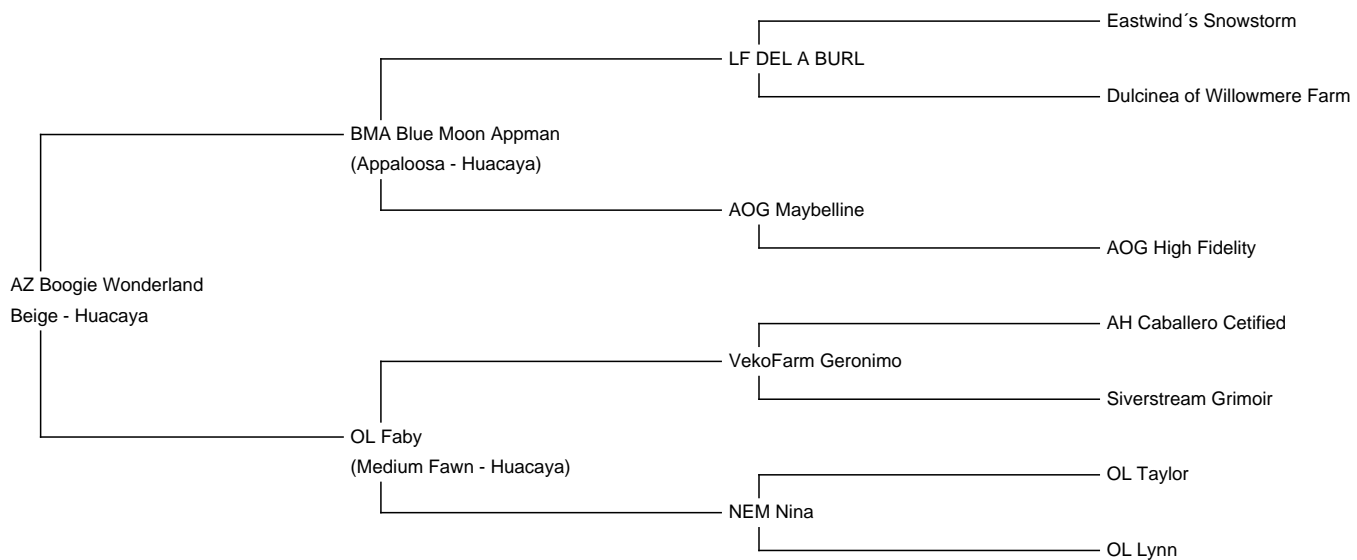 Eastwind´s Snowstorm
LF DEL A BURL
Dulcinea of Willowmere Farm
BMA Blue Moon Appman
(Appaloosa - Huacaya)
AOG Maybelline
AOG High Fidelity
AZ Boogie Wonderland
Beige - Huacaya
AH Caballero Cetified
VekoFarm Geronimo
Siverstream Grimoir
OL Faby
(Medium Fawn - Huacaya)
OL Taylor
NEM Nina
OL Lynn